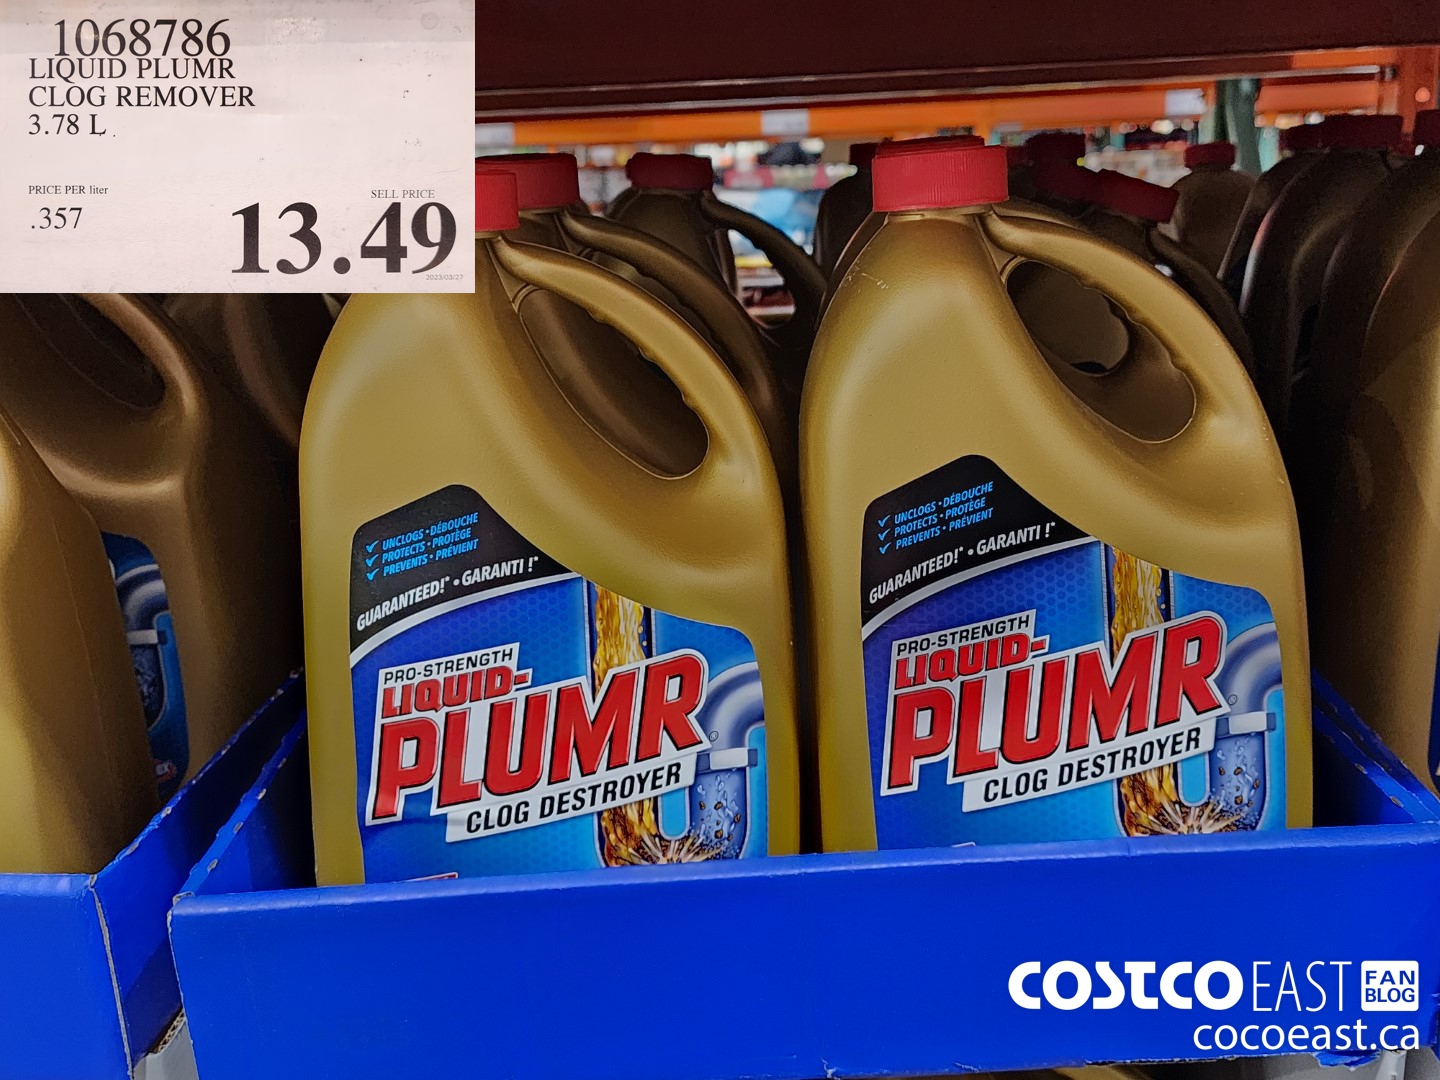 1068786
LIQUID PLUMR
CLOG REMOVER
3.78 L
PRICE PER liter
.357
SELL PRICE
13.49
2023/03/27
✓ UNCLOGS • DÉBOUCHE
✓ PROTECTS • PROTÈGE
✓ PREVENTS • PRÉVIENT
GUARANTEED!* • GARANTI !*
PRO-STRENGTH
LIQUID-
PLUMR
CLOG DESTROYER
✓ UNCLOGS • DÉBOUCHE
✓ PROTECTS • PROTÈGE
✓ PREVENTS • PRÉVIENT
GUARANTEED!* • GARANTI !*
PRO-STRENGTH
LIQUID-
PLUMR
CLOG DESTROYER
COSTCO EAST FAN BLOG
cocoeast.ca